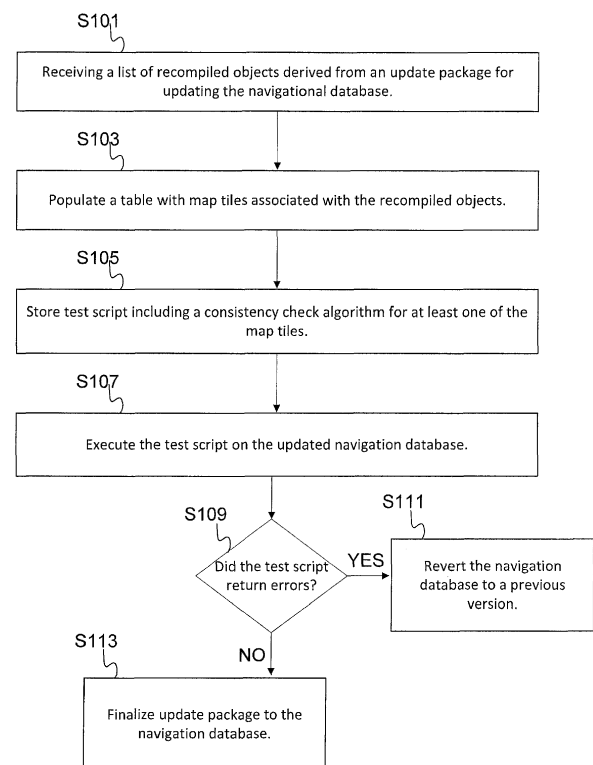 S101
Receiving a list of recompiled objects derived from an update package for
updating the navigational database.
S103
Populate a table with map tiles associated with the recompiled objects.
S105
Store test script including a consistency check algorithm for at least one of the
map tiles.
S107
Execute the test script on the updated navigation database.
S109
Did the test script
return errors?
YES
S111
Revert the navigation
database to a previous
version.
NO
S113
Finalize update package to the
navigation database.